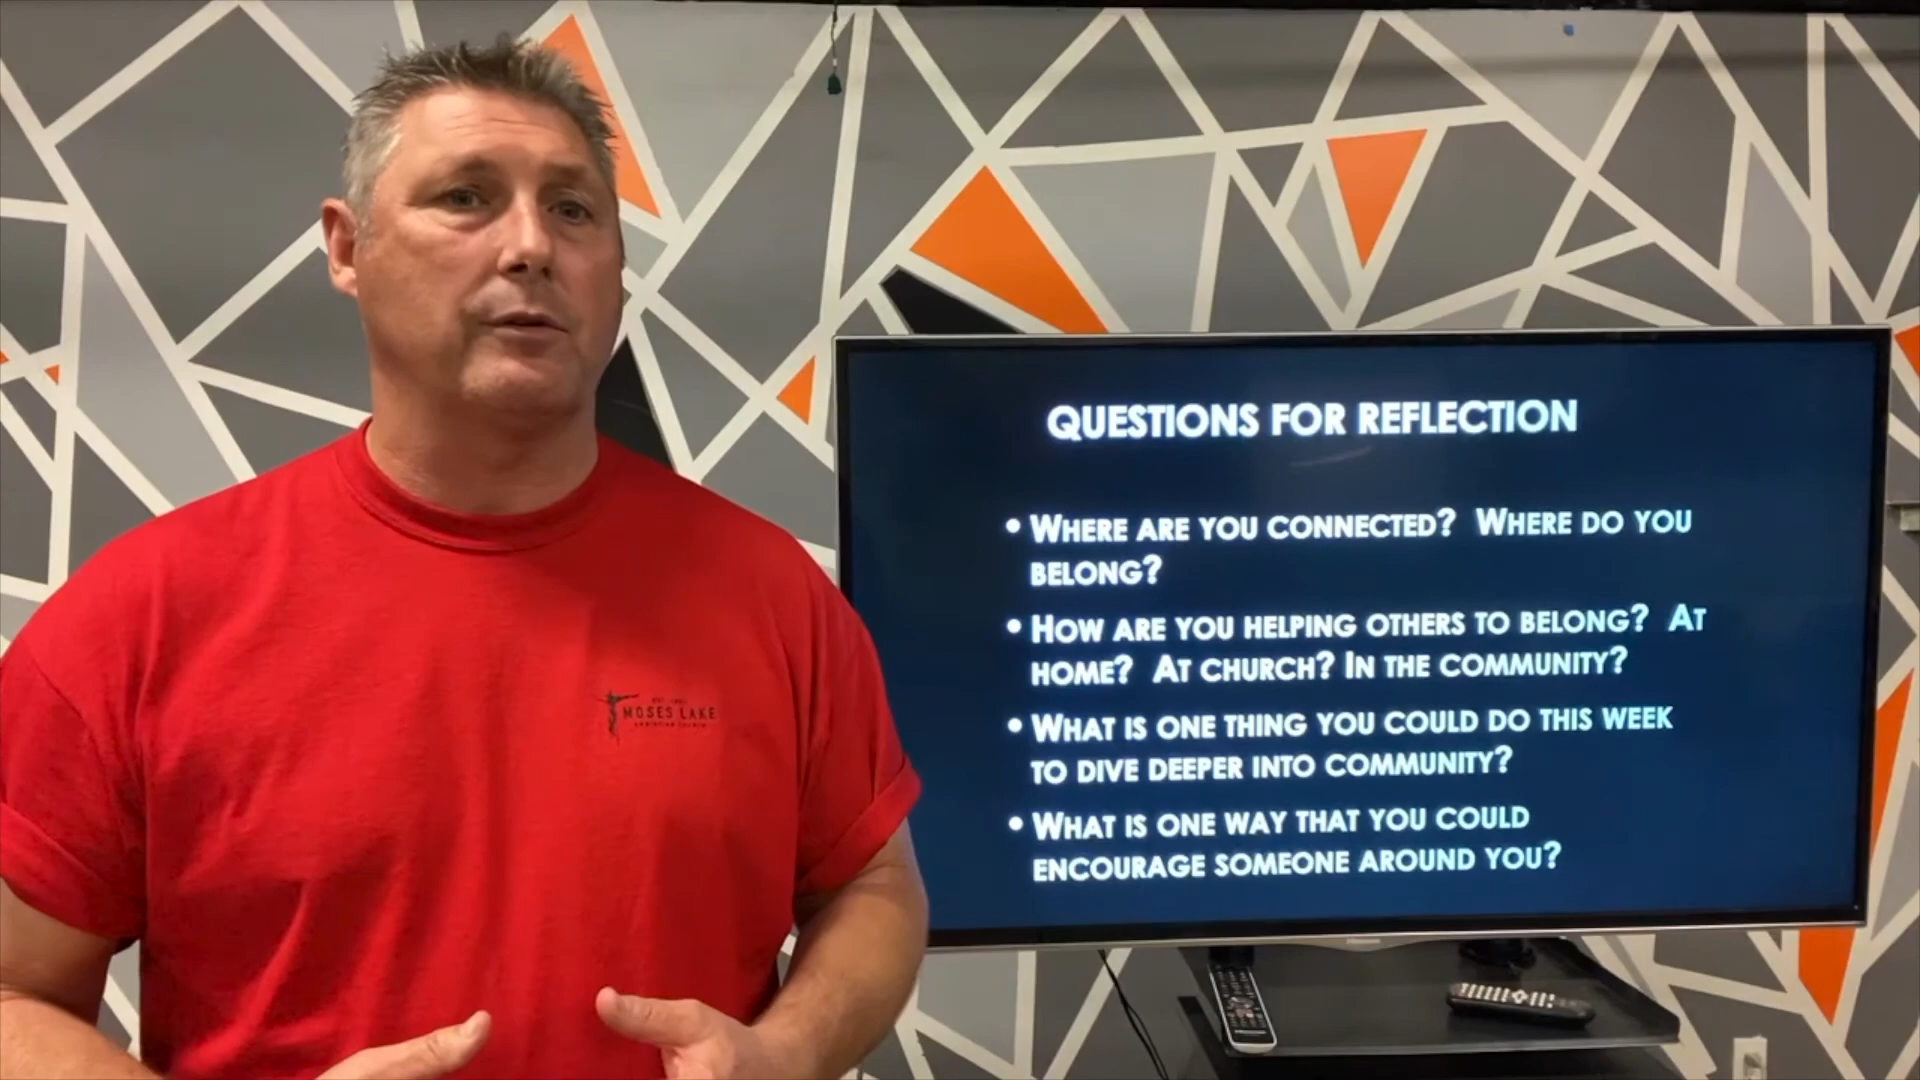 QUESTIONS FOR REFLECTION
• WHERE ARE YOU CONNECTED? WHERE DO YOU
BELONG?
• HOW ARE YOU HELPING OTHERS TO BELONG? AT
HOME? AT CHURCH? IN THE COMMUNITY?
• WHAT IS ONE THING YOU COULD DO THIS WEEK
TO DIVE DEEPER INTO COMMUNITY?
• WHAT IS ONE WAY THAT YOU COULD
ENCOURAGE SOMEONE AROUND YOU?
MOSES LAKE